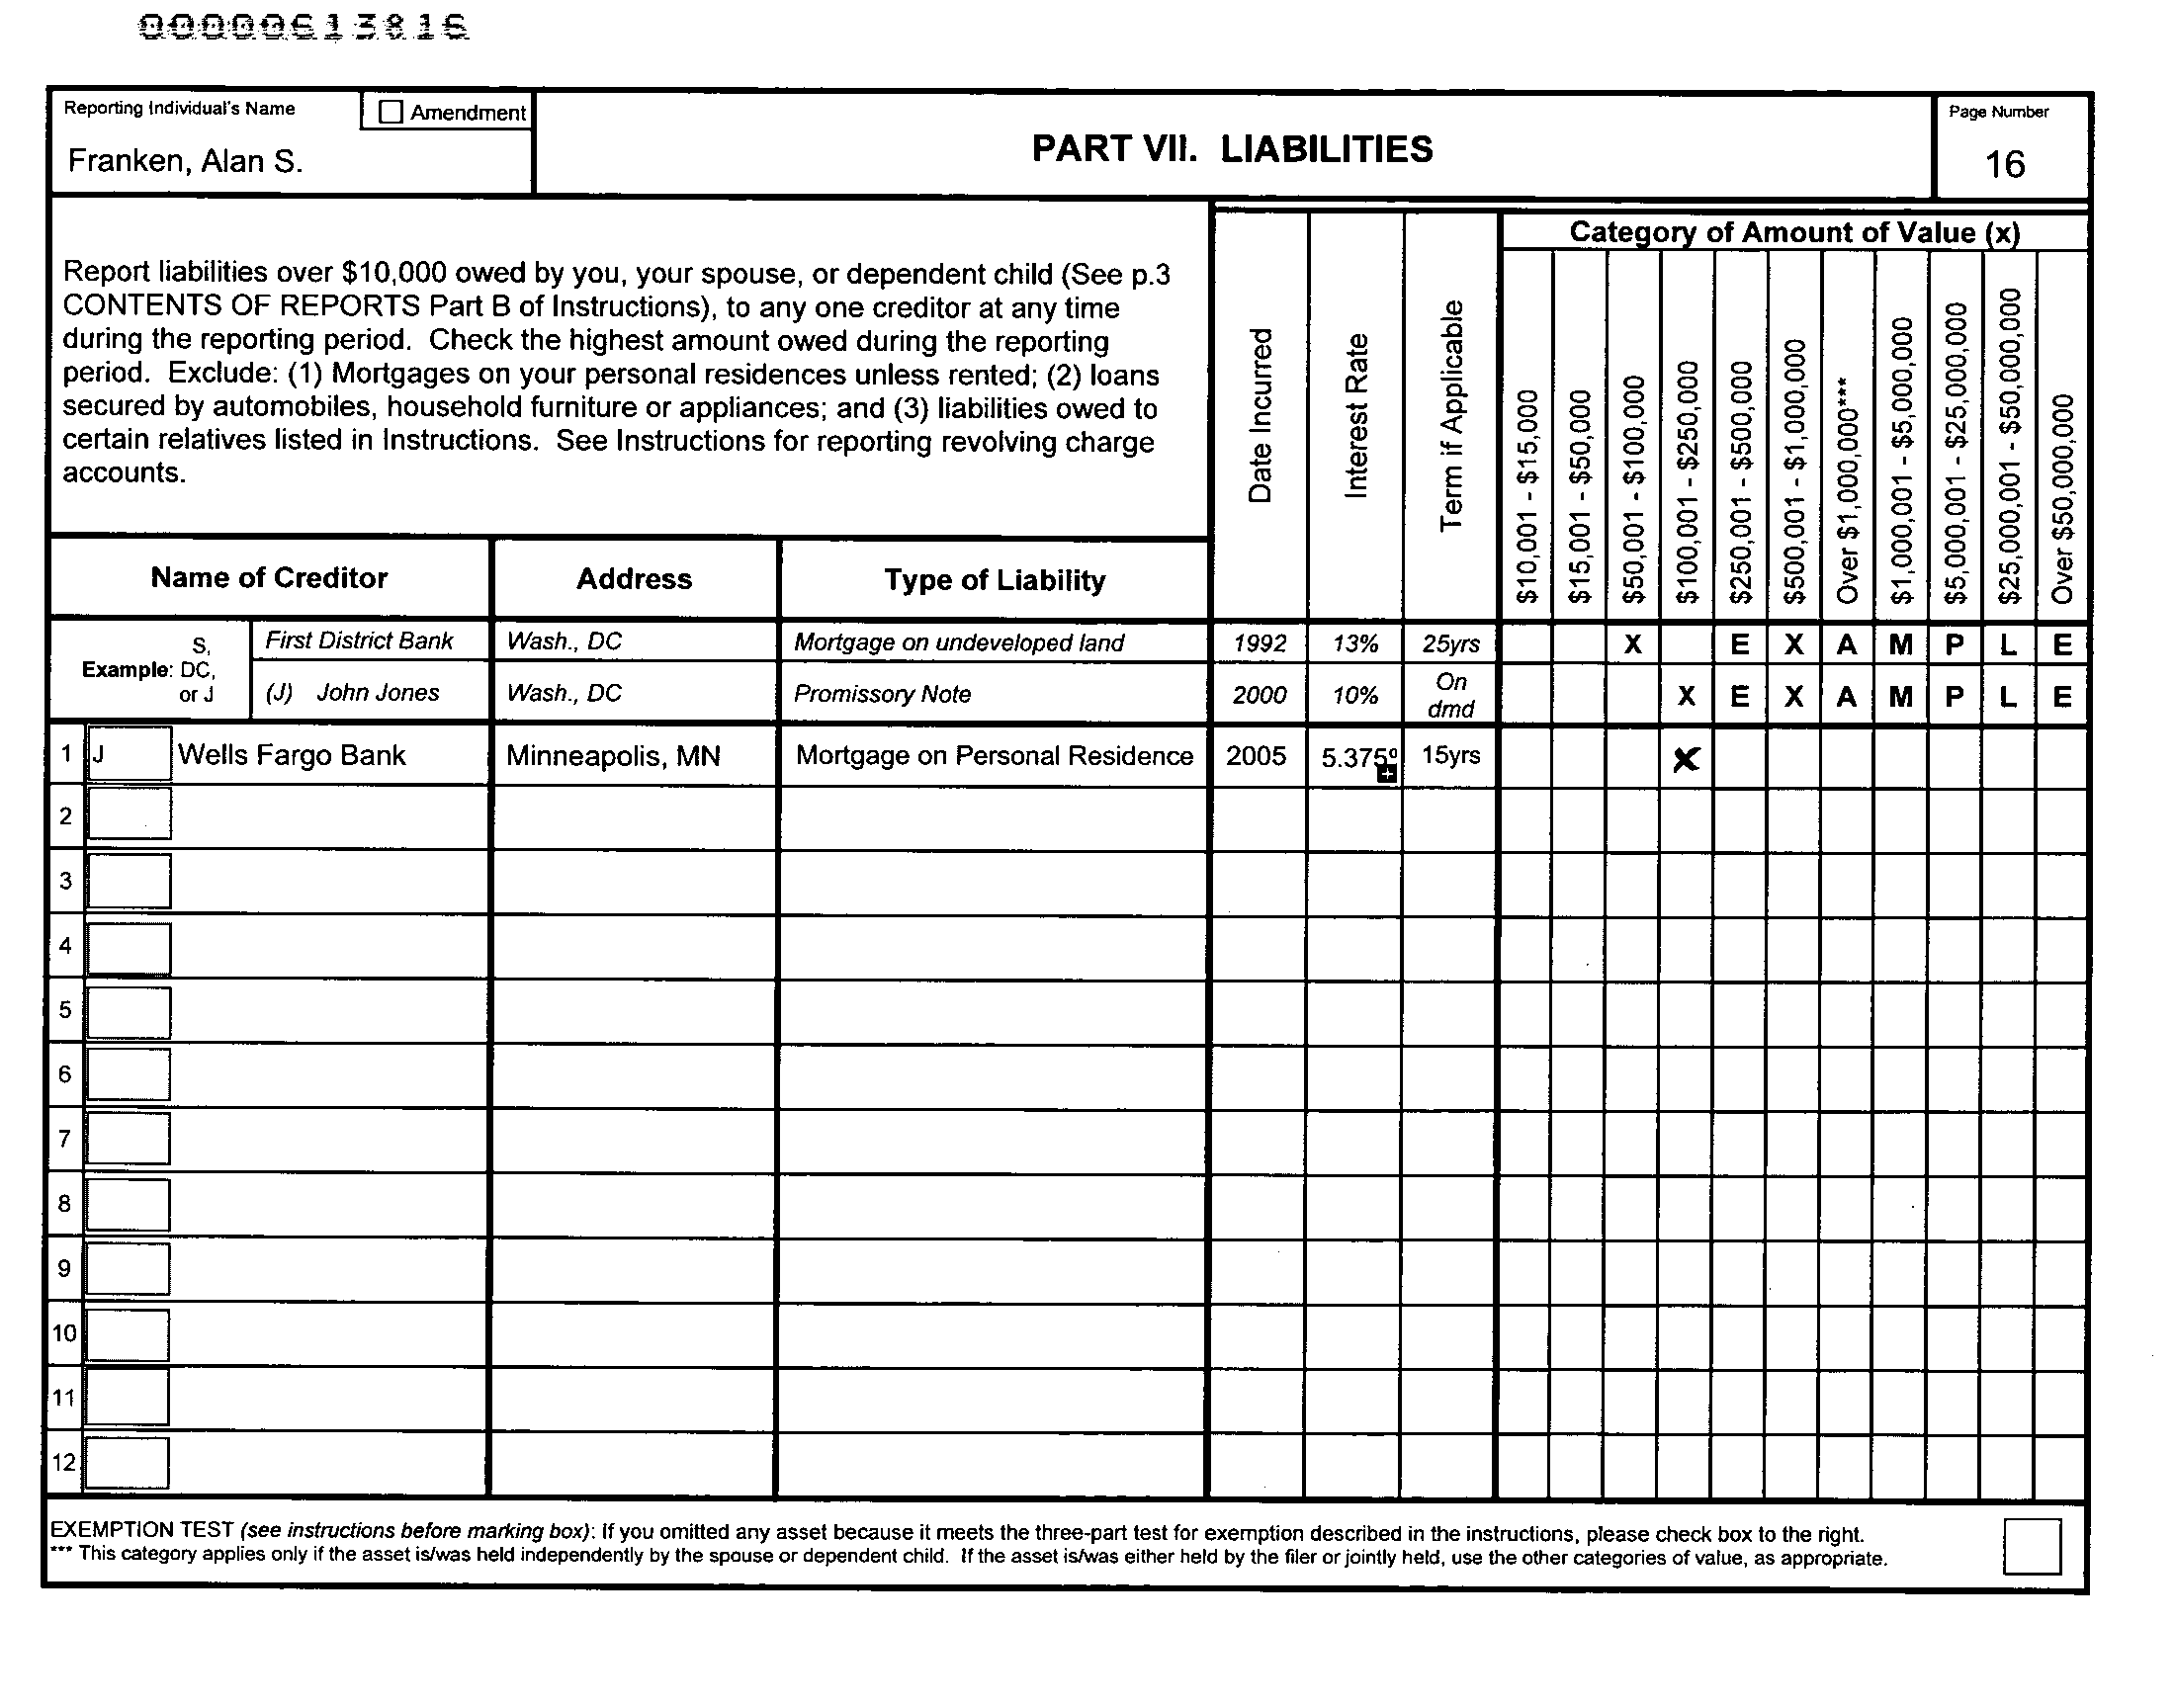 00000613816
Reporting Individual's Name
Amendment
Franken, Alan S.
PART VII. LIABILITIES
Page Number
16
Report liabilities over $10,000 owed by you, your spouse, or dependent child (See p.3
CONTENTS OF REPORTS Part B of Instructions), to any one creditor at any time
during the reporting period. Check the highest amount owed during the reporting
period. Exclude: (1) Mortgages on your personal residences unless rented; (2) loans
secured by automobiles, household furniture or appliances; and (3) liabilities owed to
certain relatives listed in Instructions. See Instructions for reporting revolving charge
accounts.
Date Incurred
Interest Rate
Term if Applicable
Category of Amount of Value (x)
$10,001 - $15,000
$15,001 - $50,000
$50,001 - $100,000
$100,001 - $250,000
$250,001 - $500,000
$500,001 - $1,000,000
Over $1,000,000***
$1,000,001 - $5,000,000
$5,000,001 - $25,000,000
$25,000,001 - $50,000,000
Over $50,000,000
Name of Creditor Address Type of Liability
Example: S, DC, or J
First District Bank Wash., DC Mortgage on undeveloped land 1992 13% 25yrs X E X A M P L E
(J) John Jones Wash., DC Promissory Note 2000 10% On dmd X E X A M P L E
1 J Wells Fargo Bank Minneapolis, MN Mortgage on Personal Residence 2005 5.375 15yrs X
2
3
4
5
6
7
8
9
10
11
12
EXEMPTION TEST (see instructions before marking box): If you omitted any asset because it meets the three-part test for exemption described in the instructions, please check box to the right.
*** This category applies only if the asset is/was held independently by the spouse or dependent child. If the asset is/was either held by the filer or jointly held, use the other categories of value, as appropriate.